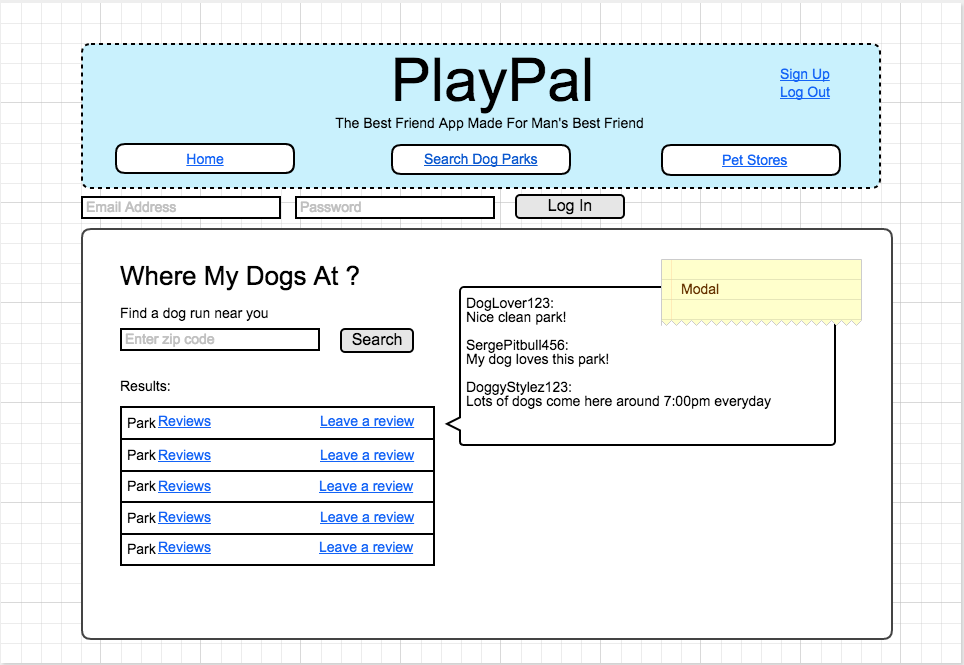 PlayPal
Sign Up
Log Out
The Best Friend App Made For Man's Best Friend
Home
Search Dog Parks
Pet Stores
Email Address
Password
Log In
Where My Dogs At ?
Find a dog run near you
Enter zip code
Search
Results:
Park Reviews Leave a review
Park Reviews Leave a review
Park Reviews Leave a review
Park Reviews Leave a review
Park Reviews Leave a review
Modal
DogLover123:
Nice clean park!
SergePitbull456:
My dog loves this park!
DoggyStylez123:
Lots of dogs come here around 7:00pm everyday